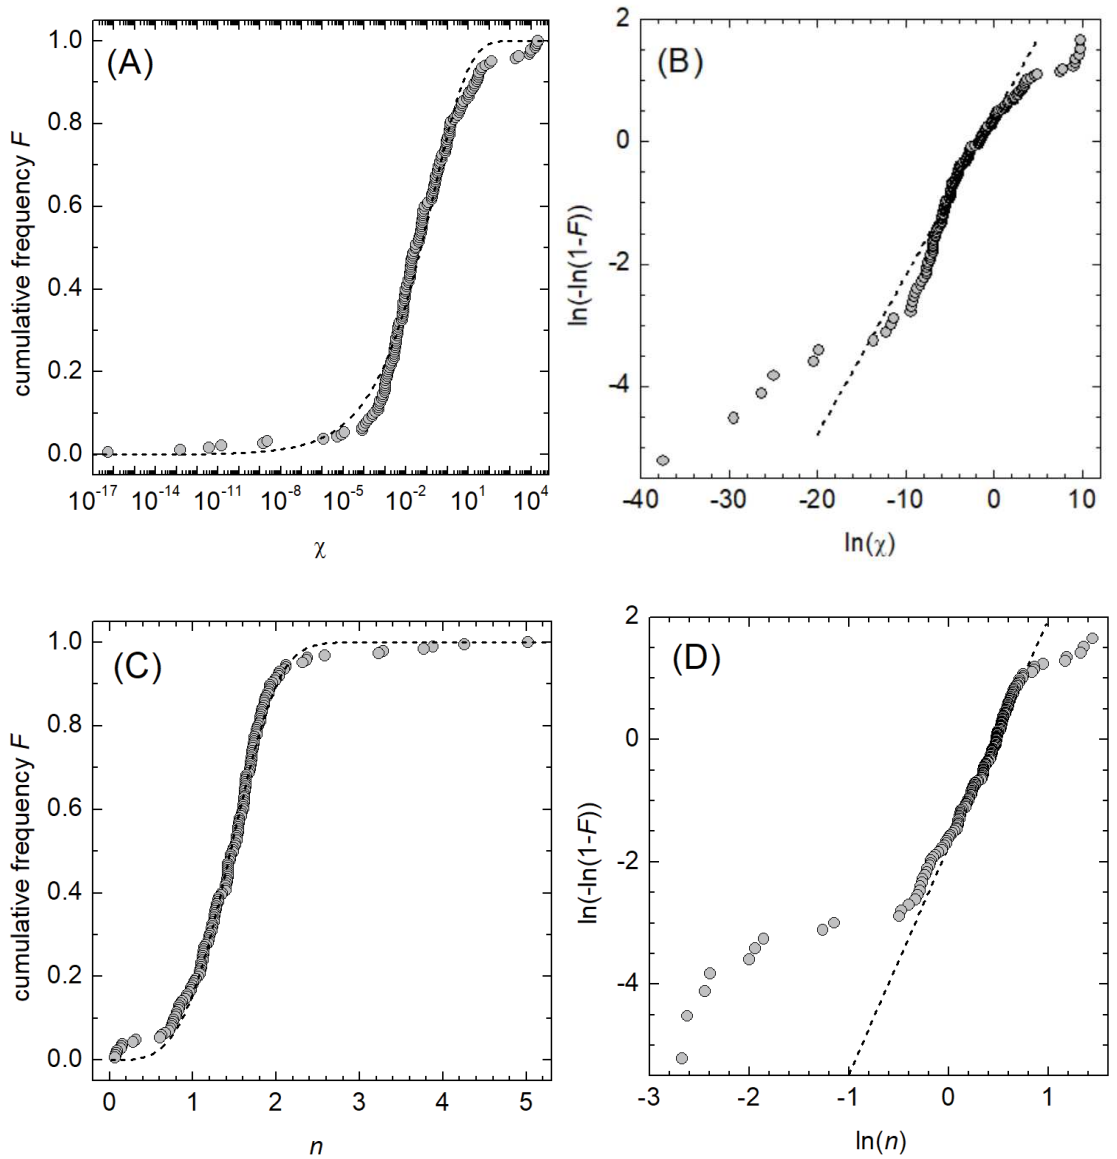 (A)
cumulative frequency F
1.0
0.8
0.6
0.4
0.2
0.0
10^-17 10^-14 10^-11 10^-8 10^-5 10^-2 10^1 10^4
χ
(B)
ln(-ln(1-F))
2
0
-2
-4
-40 -30 -20 -10 0 10
ln(χ)
(C)
cumulative frequency F
1.0
0.8
0.6
0.4
0.2
0.0
0 1 2 3 4 5
n
(D)
ln(-ln(1-F))
2
0
-2
-4
-3 -2 -1 0 1
ln(n)